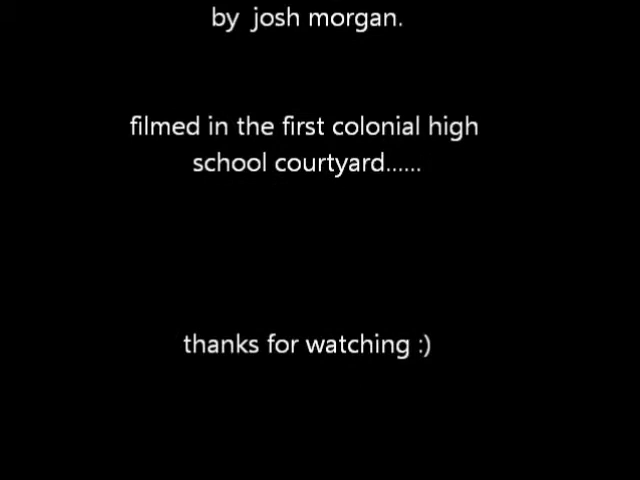 by  josh morgan.
filmed in the first colonial high
school courtyard......
thanks for watching :)